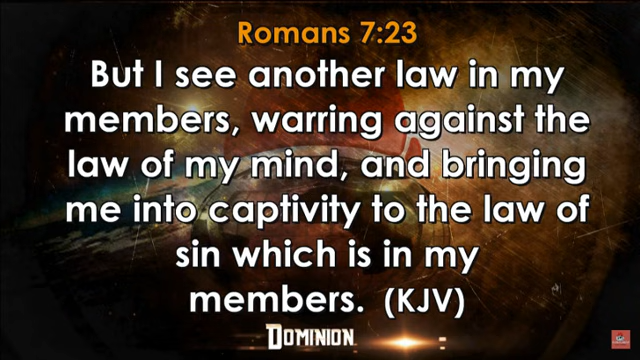 Romans 7:23
But I see another law in my
members, warring against the
law of my mind, and bringing
me into captivity to the law of
sin which is in my
members. (KJV)
DOMINION